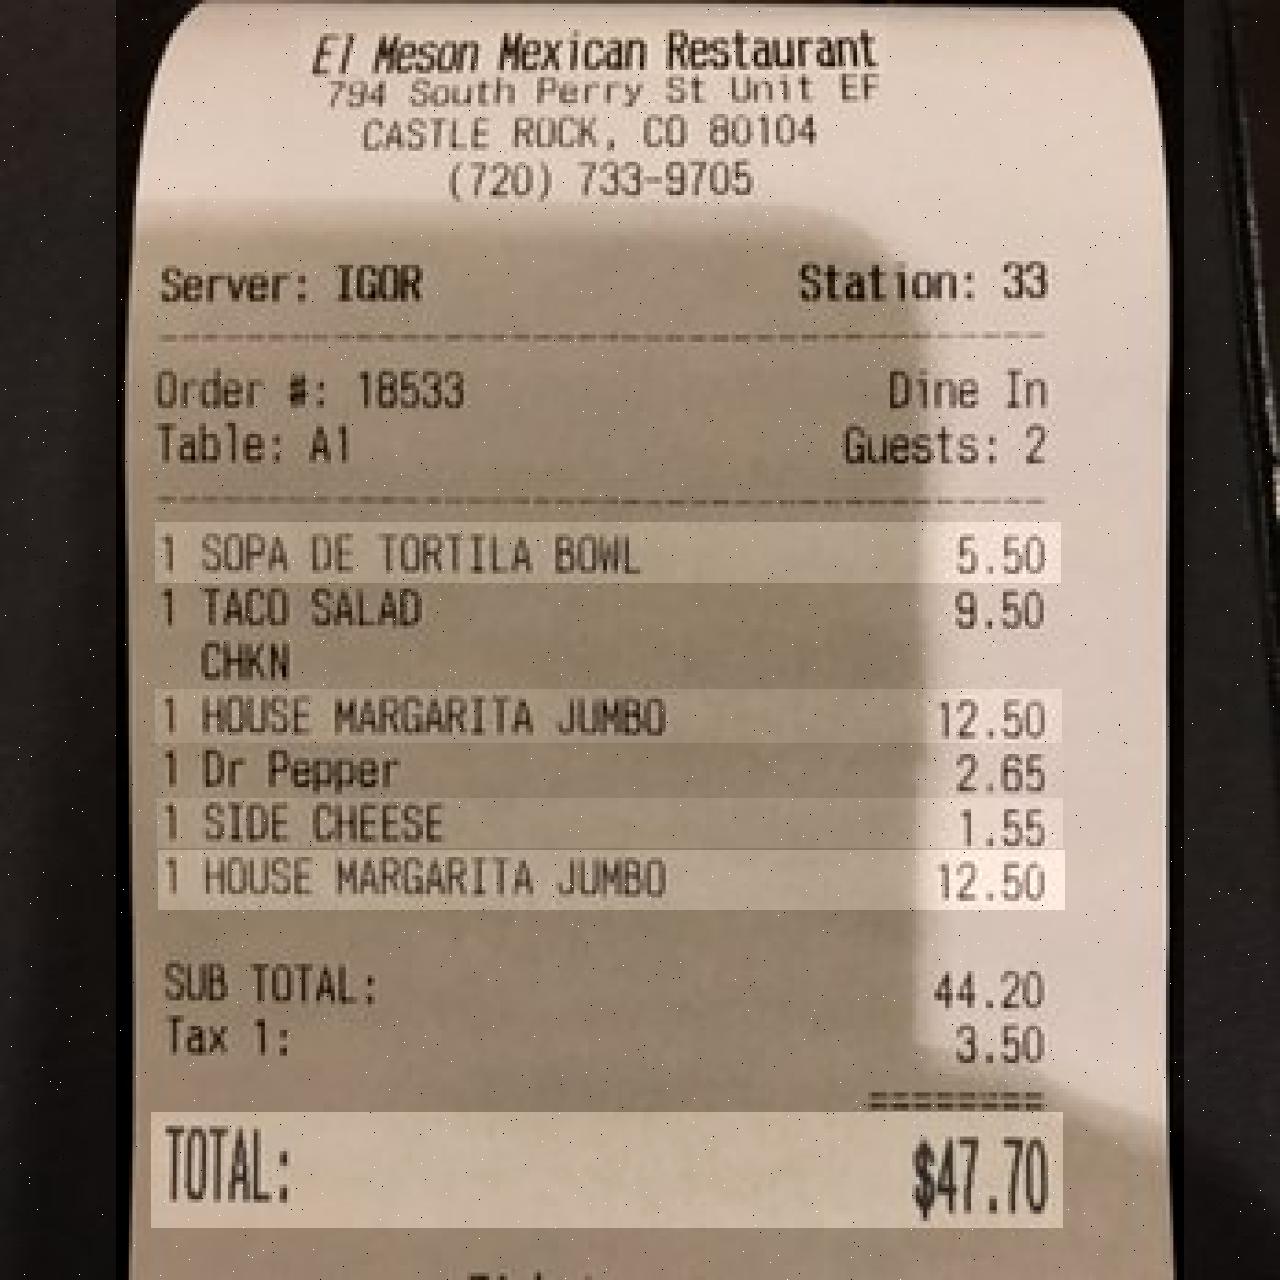 El Meson Mexican Restaurant
794 South Perry St Unit EF
CASTLE ROCK, CO 80104
(720) 733-9705
Server: IGOR Station: 33
Order #: 18533 Dine In
Table: A1 Guests: 2
1 SOPA DE TORTILA BOWL 5.50
1 TACO SALAD 9.50
CHKN
1 HOUSE MARGARITA JUMBO 12.50
1 Dr Pepper 2.65
1 SIDE CHEESE 1.55
1 HOUSE MARGARITA JUMBO 12.50
SUB TOTAL: 44.20
Tax 1: 3.50
========
TOTAL: $47.70